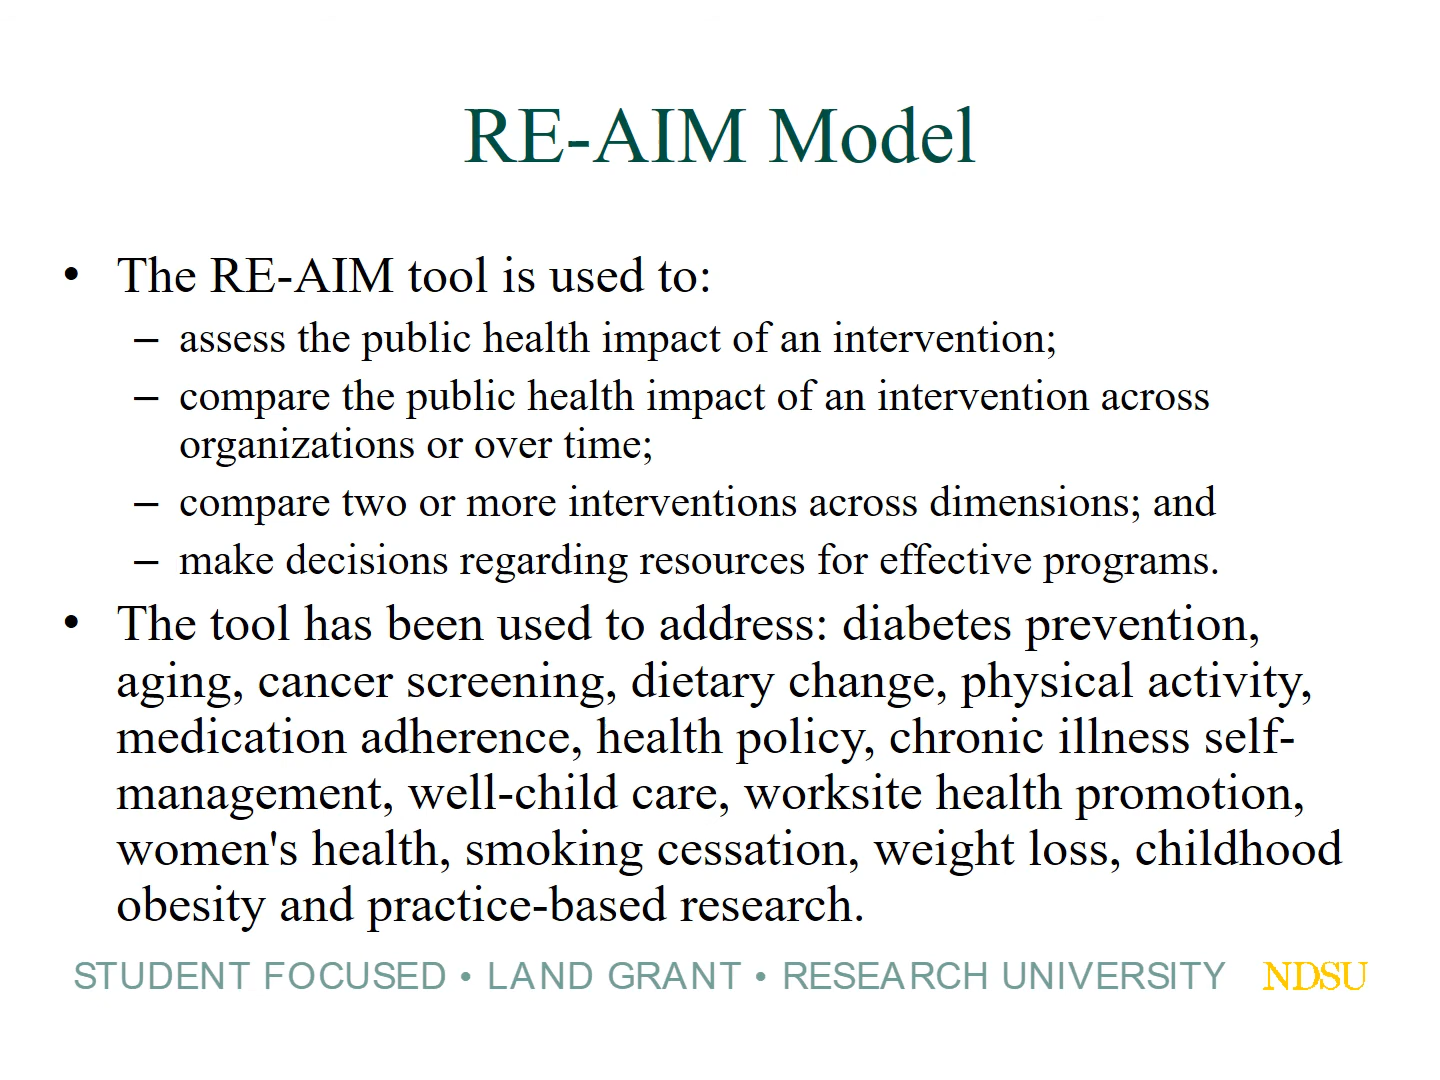 RE-AIM Model
• The RE-AIM tool is used to:
– assess the public health impact of an intervention;
– compare the public health impact of an intervention across
organizations or over time;
– compare two or more interventions across dimensions; and
– make decisions regarding resources for effective programs.
• The tool has been used to address: diabetes prevention,
aging, cancer screening, dietary change, physical activity,
medication adherence, health policy, chronic illness self-
management, well-child care, worksite health promotion,
women's health, smoking cessation, weight loss, childhood
obesity and practice-based research.
STUDENT FOCUSED • LAND GRANT • RESEARCH UNIVERSITY NDSU